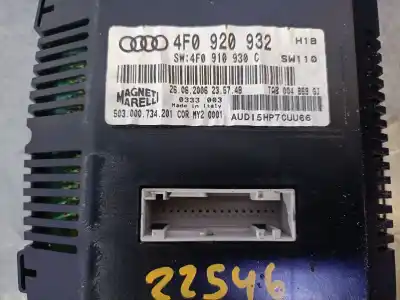 4F0 920 932 H18
SW:4F0 910 930 C SW110
MAGNETI MARELLI
26.06.2006 23.57.48
0333 063
Made in Italy
503.000.734.201 COR MY2 0001
AUD15HP7CUU66
22546